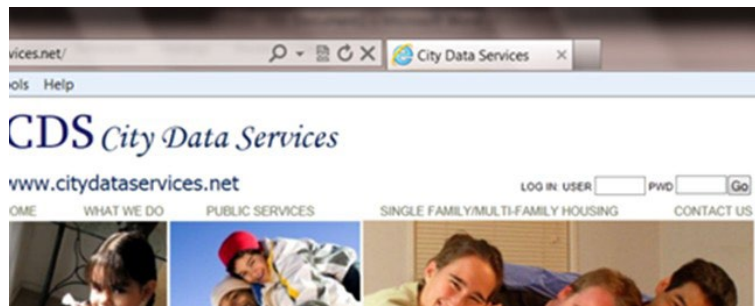 vices.net/ City Data Services
ols Help
CDS City Data Services
www.citydataservices.net LOG IN: USER PWD Go
OME WHAT WE DO PUBLIC SERVICES SINGLE FAMILY/MULTI-FAMILY HOUSING CONTACT US